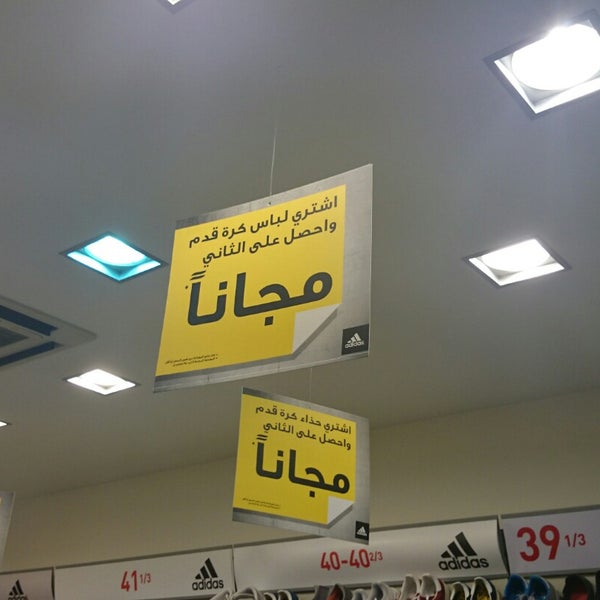 اشتري لباس كرة قدم
واحصل على الثاني
مجاناً*
adidas
اشتري حذاء كرة قدم
واحصل على الثاني
مجاناً*
adidas
41 1/3
adidas
40-40 2/3
adidas
39 1/3
adidas